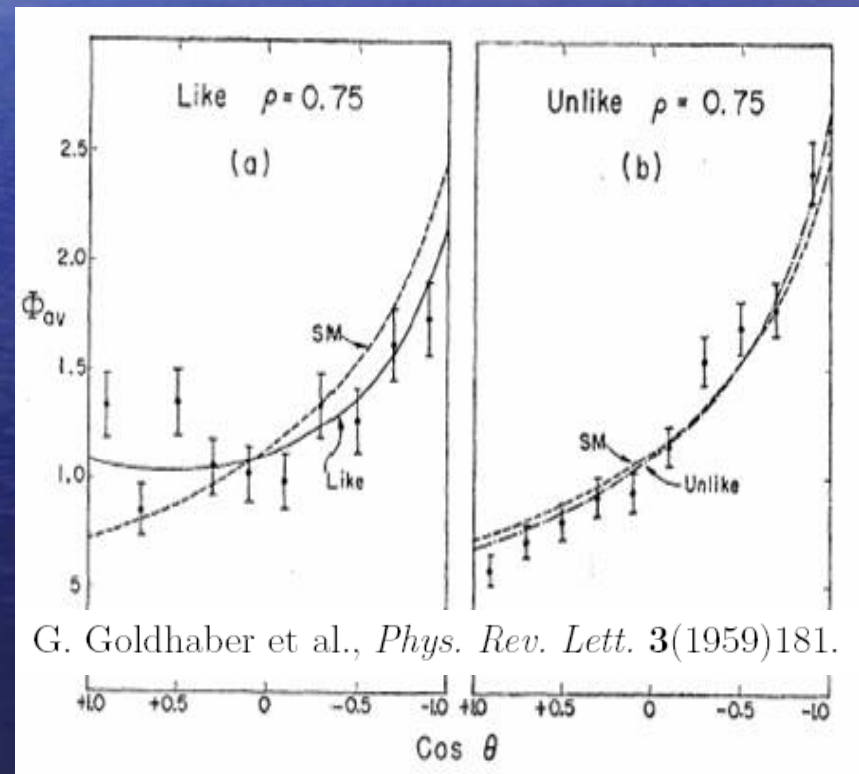 Like ρ = 0.75
(a)
Unlike ρ = 0.75
(b)
2.5
2.0
Φav
1.5
1.0
5
SM
Like
SM
Unlike
G. Goldhaber et al., Phys. Rev. Lett. 3(1959)181.
+1.0 +0.5 0 -0.5 -1.0 +1.0 +0.5 0 -0.5 -1.0
Cos θ